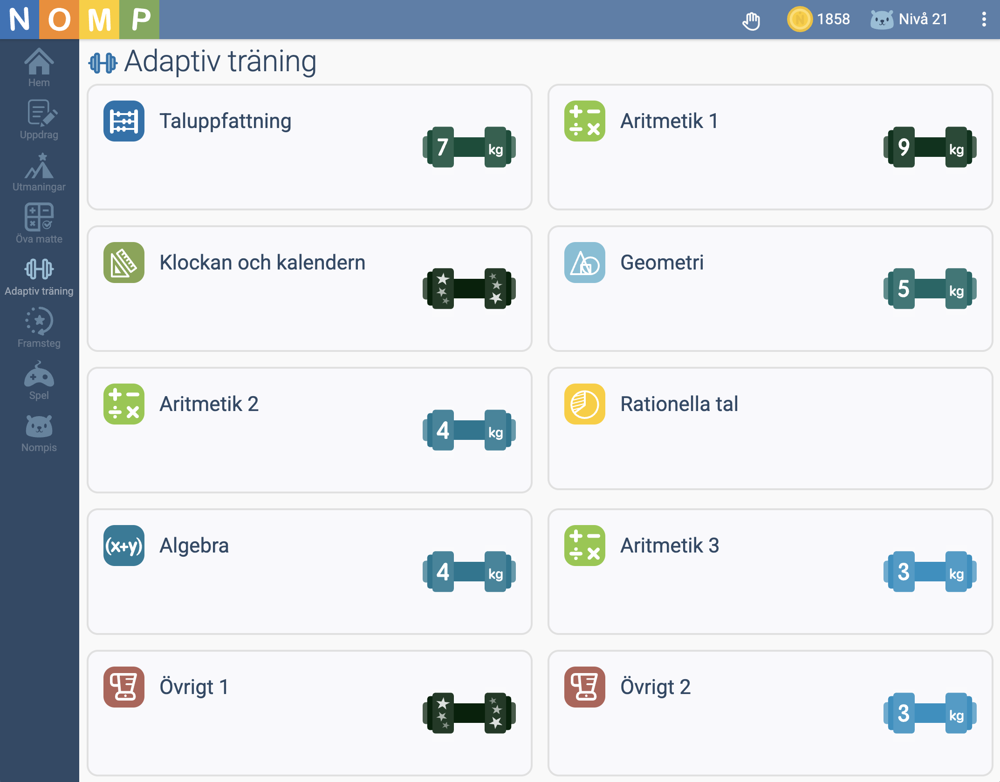 NOMP
1858
Nivå 21
Hem
Uppdrag
Utmaningar
Öva matte
Adaptiv träning
Framsteg
Spel
Nompis
Adaptiv träning
Taluppfattning
7 kg
Aritmetik 1
9 kg
Klockan och kalendern
Geometri
5 kg
Aritmetik 2
4 kg
Rationella tal
(x+y)
Algebra
4 kg
Aritmetik 3
3 kg
Övrigt 1
Övrigt 2
3 kg